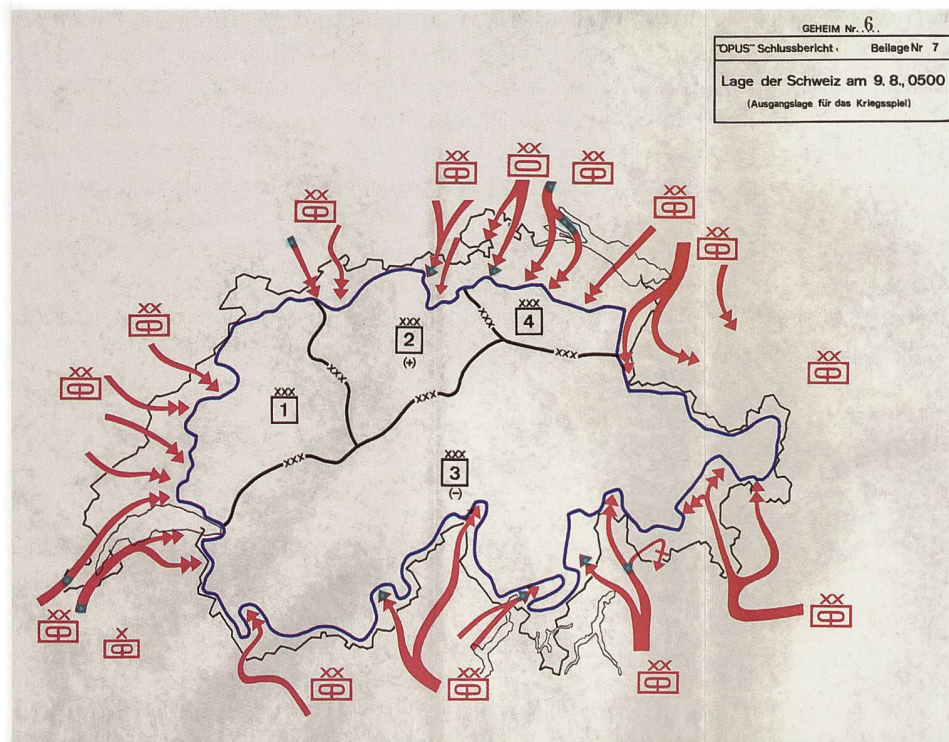 GEHEIM Nr..6..
"OPUS" Schlussbericht. Beilage Nr 7
Lage der Schweiz am 9. 8., 0500
(Ausgangslage für das Kriegsspiel)
XX XX XX
XX XX
XX
XX
XXX
4
XXX
XXX
2
(+)
XXX
XX
XXX
XX
XXX
1
XXX
XXX
3
(−)
XXX
XX
XX
X
XX
XX
XX